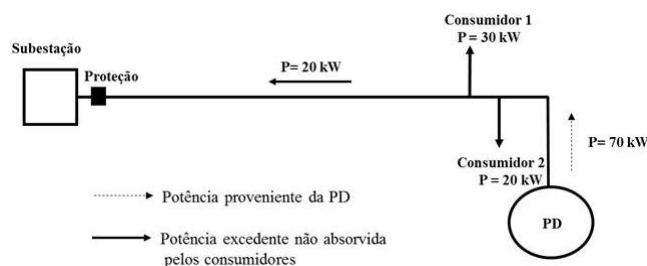 Consumidor 1
P = 30 kW
Subestação
Proteção
P= 20 kW
P= 70 kW
Consumidor 2
P = 20 kW
PD
Potência proveniente da PD
Potência excedente não absorvida
pelos consumidores